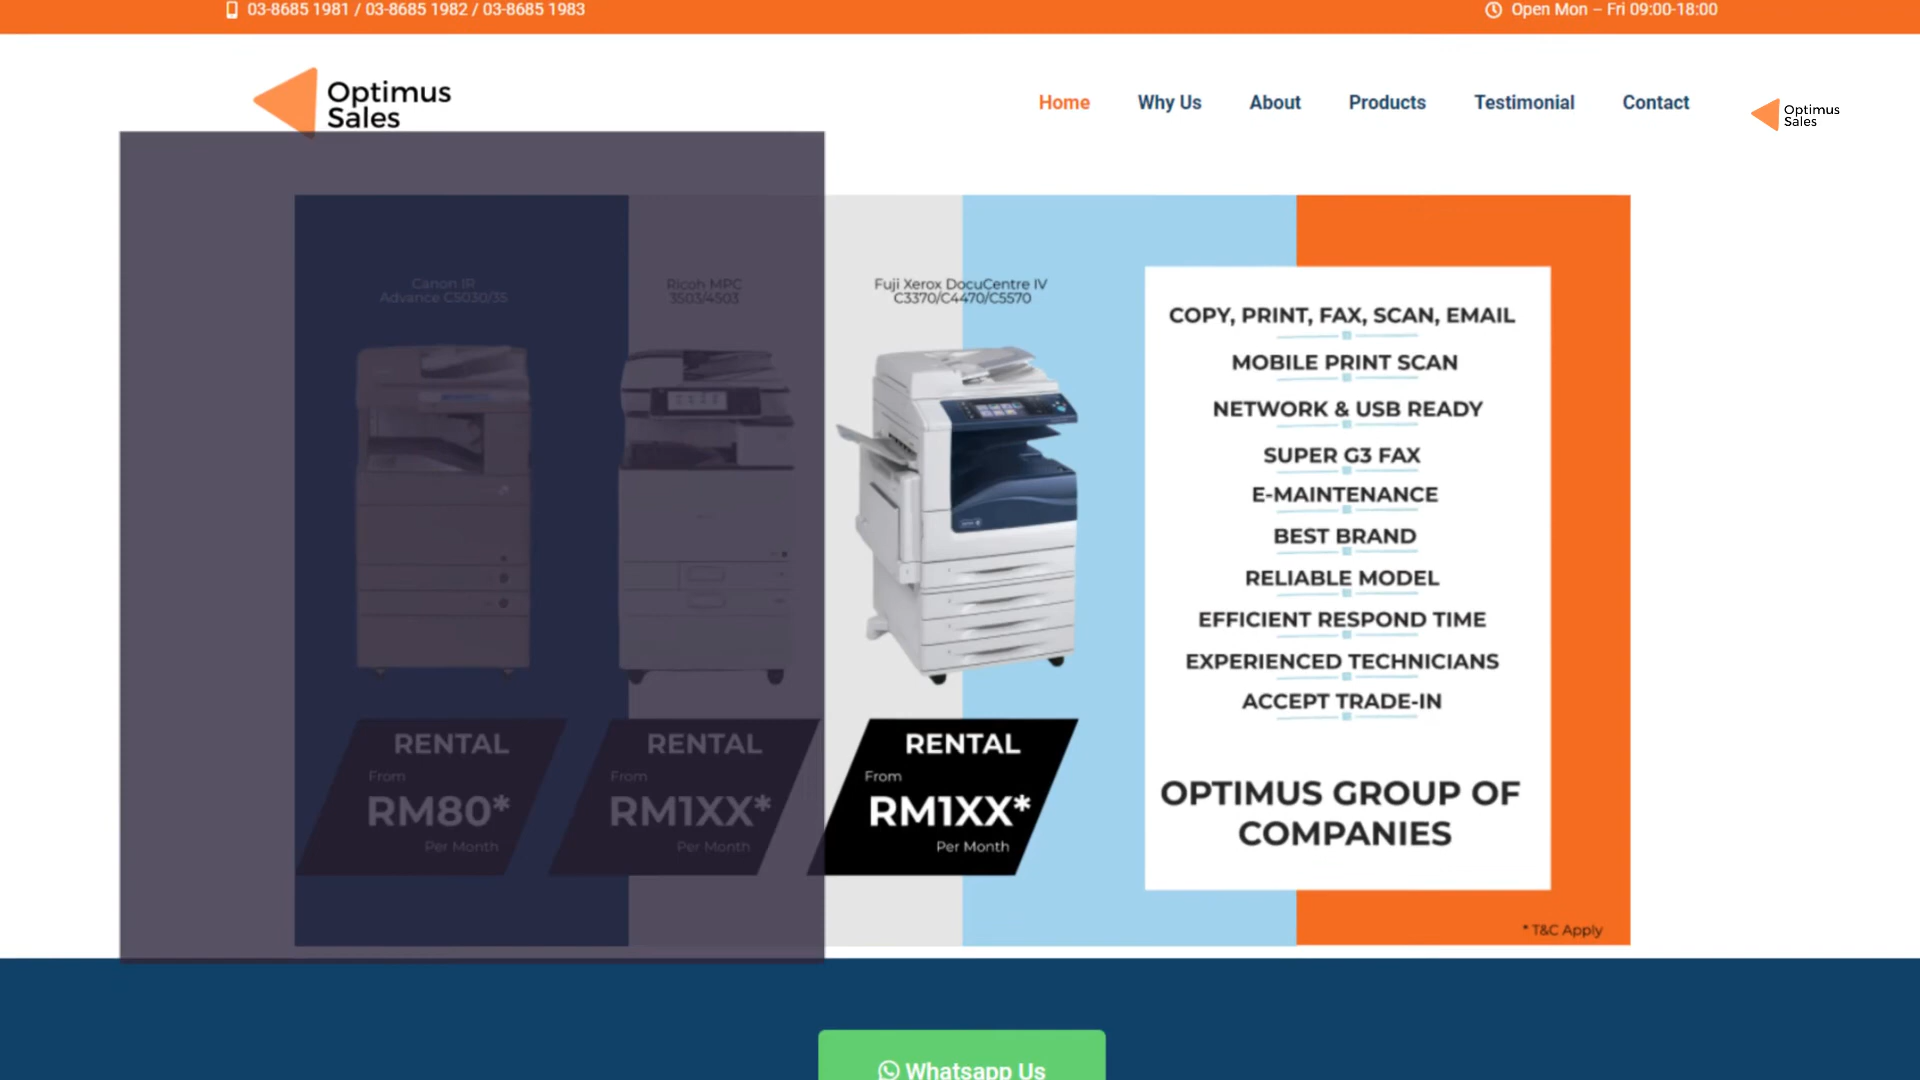 03-8685 1981 / 03-8685 1982 / 03-8685 1983
Open Mon – Fri 09:00-18:00
Optimus
Sales
Home
Why Us
About
Products
Testimonial
Contact
Optimus
Sales
Canon IR
Advance C5030/35
Ricoh MPC
3503/4503
Fuji Xerox DocuCentre IV
C3370/C4470/C5570
COPY, PRINT, FAX, SCAN, EMAIL
MOBILE PRINT SCAN
NETWORK & USB READY
SUPER G3 FAX
E-MAINTENANCE
BEST BRAND
RELIABLE MODEL
EFFICIENT RESPOND TIME
EXPERIENCED TECHNICIANS
ACCEPT TRADE-IN
RENTAL
From
RM80*
Per Month
RENTAL
From
RM1XX*
Per Month
RENTAL
From
RM1XX*
Per Month
OPTIMUS GROUP OF
COMPANIES
* T&C Apply
Whatsapp Us